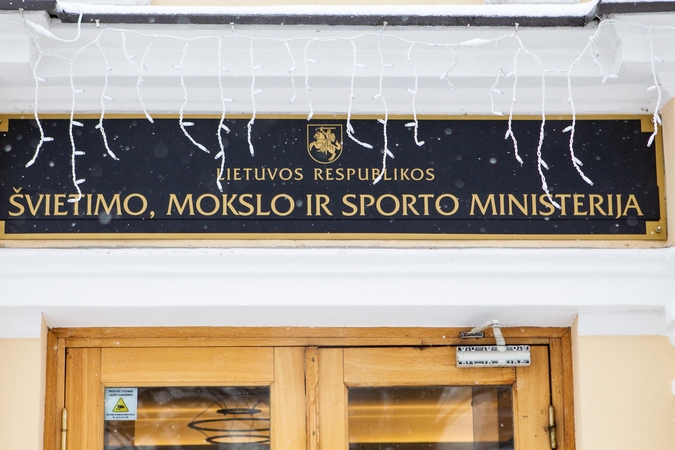 LIETUVOS RESPUBLIKOS
ŠVIETIMO, MOKSLO IR SPORTO MINISTERIJA